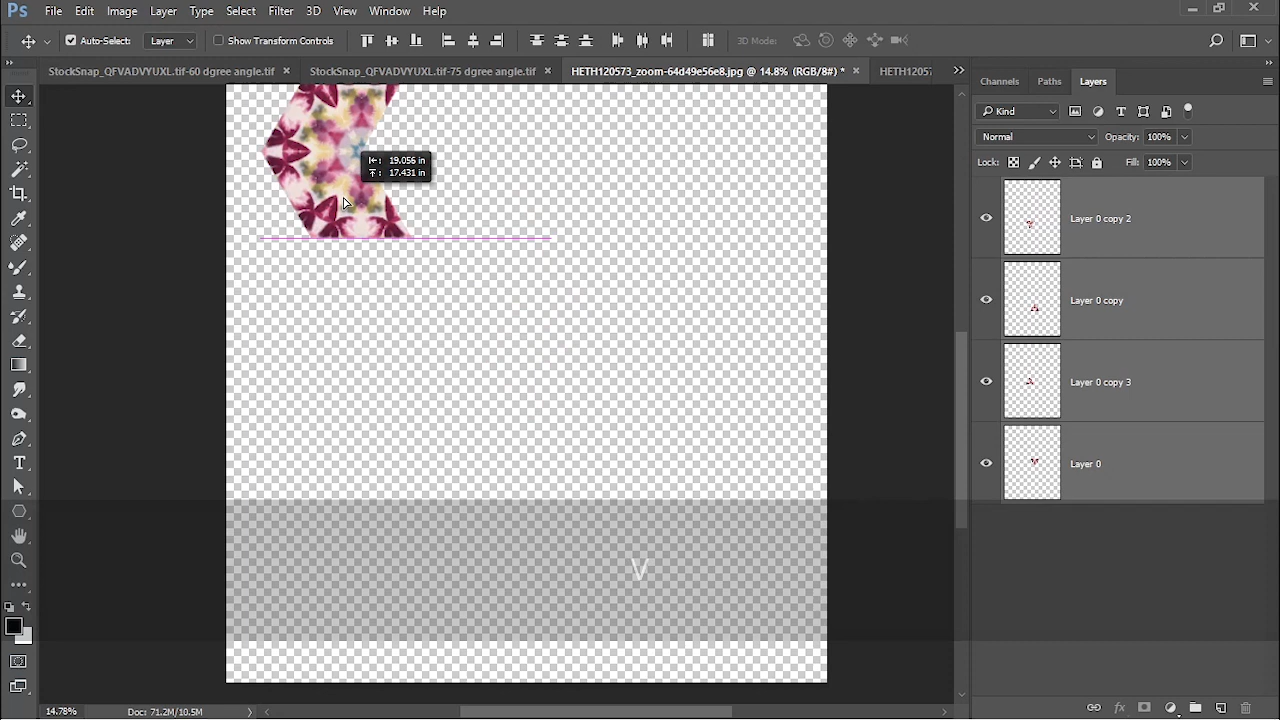 Ps File Edit Image Layer Type Select Filter 3D View Window Help
Auto-Select: Layer Show Transform Controls 3D Mode:
StockSnap_QFVADVYUXL.tif-60 dgree angle.tif × StockSnap_QFVADVYUXL.tif-75 dgree angle.tif × HETH120573_zoom-64d49e56e8.jpg @ 14.8% (RGB/8#) * × HETH12057
Channels Paths Layers
Kind
Normal Opacity: 100%
Lock: Fill: 100%
19.056 in
17.431 in
Layer 0 copy 2
Layer 0 copy
Layer 0 copy 3
Layer 0
V
14.78% Doc: 71.2M/10.5M